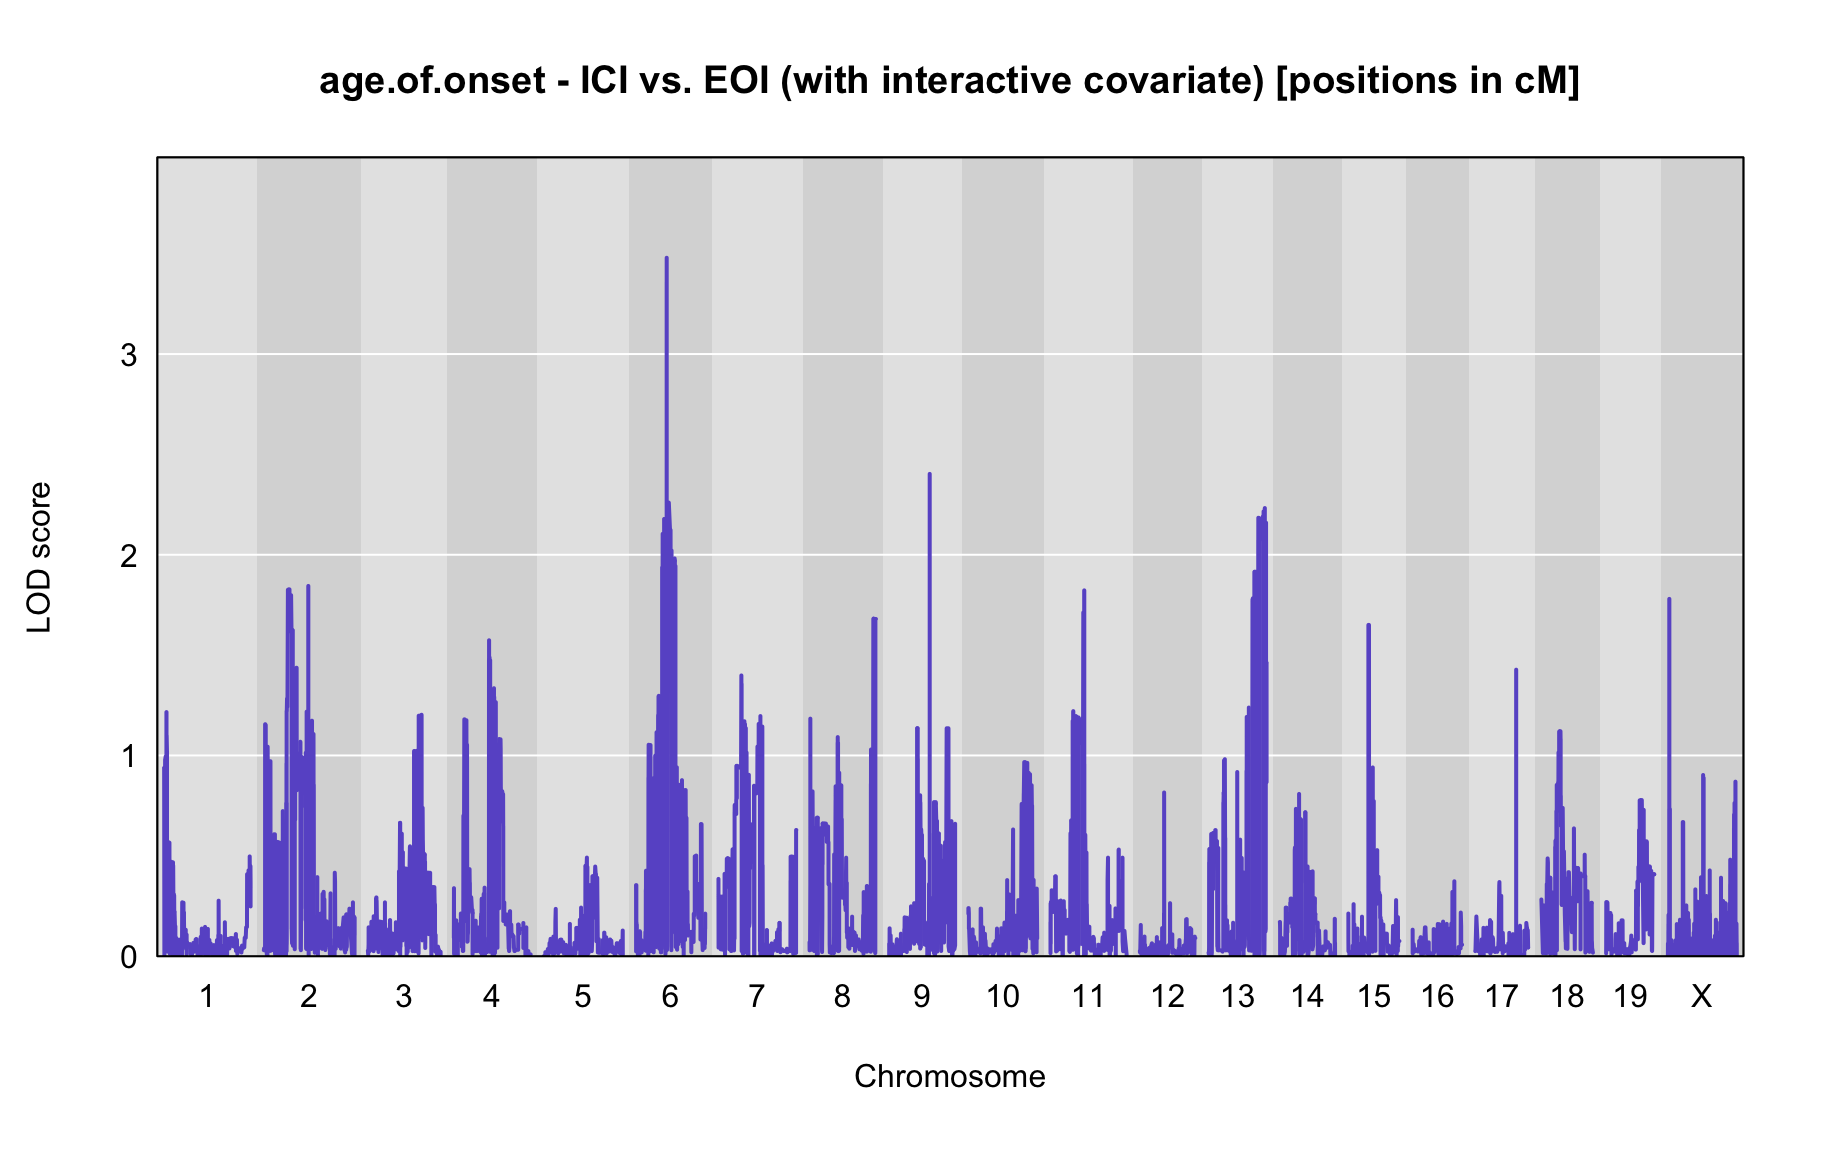 age.of.onset - ICI vs. EOI (with interactive covariate) [positions in cM]
LOD score
3
2
1
0
1 2 3 4 5 6 7 8 9 10 11 12 13 14 15 16 17 18 19 X
Chromosome